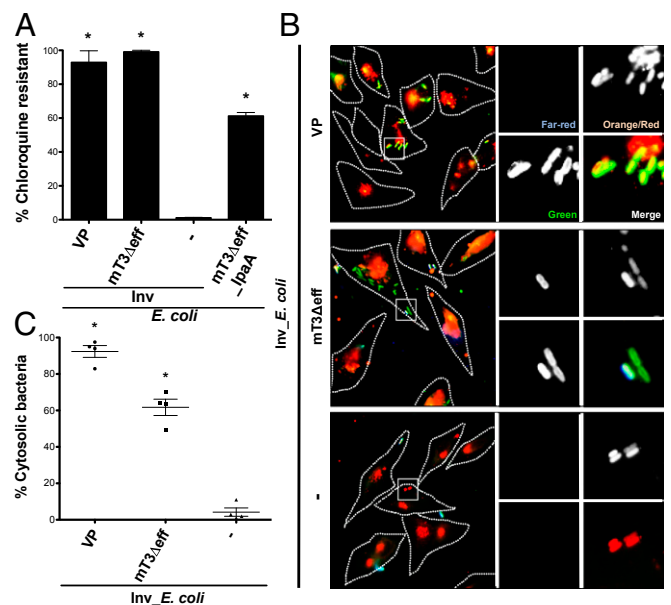 A
% Chloroquine resistant
100
80
60
40
20
0
*
*
*
VP
mT3Δeff
-
mT3Δeff
_IpaA
Inv
E. coli
B
Inv_E. coli
VP
Far-red
Orange/Red
Green
Merge
mT3Δeff
-
C
% Cytosolic bacteria
100
80
60
40
20
0
*
*
VP
mT3Δeff
-
Inv_E. coli